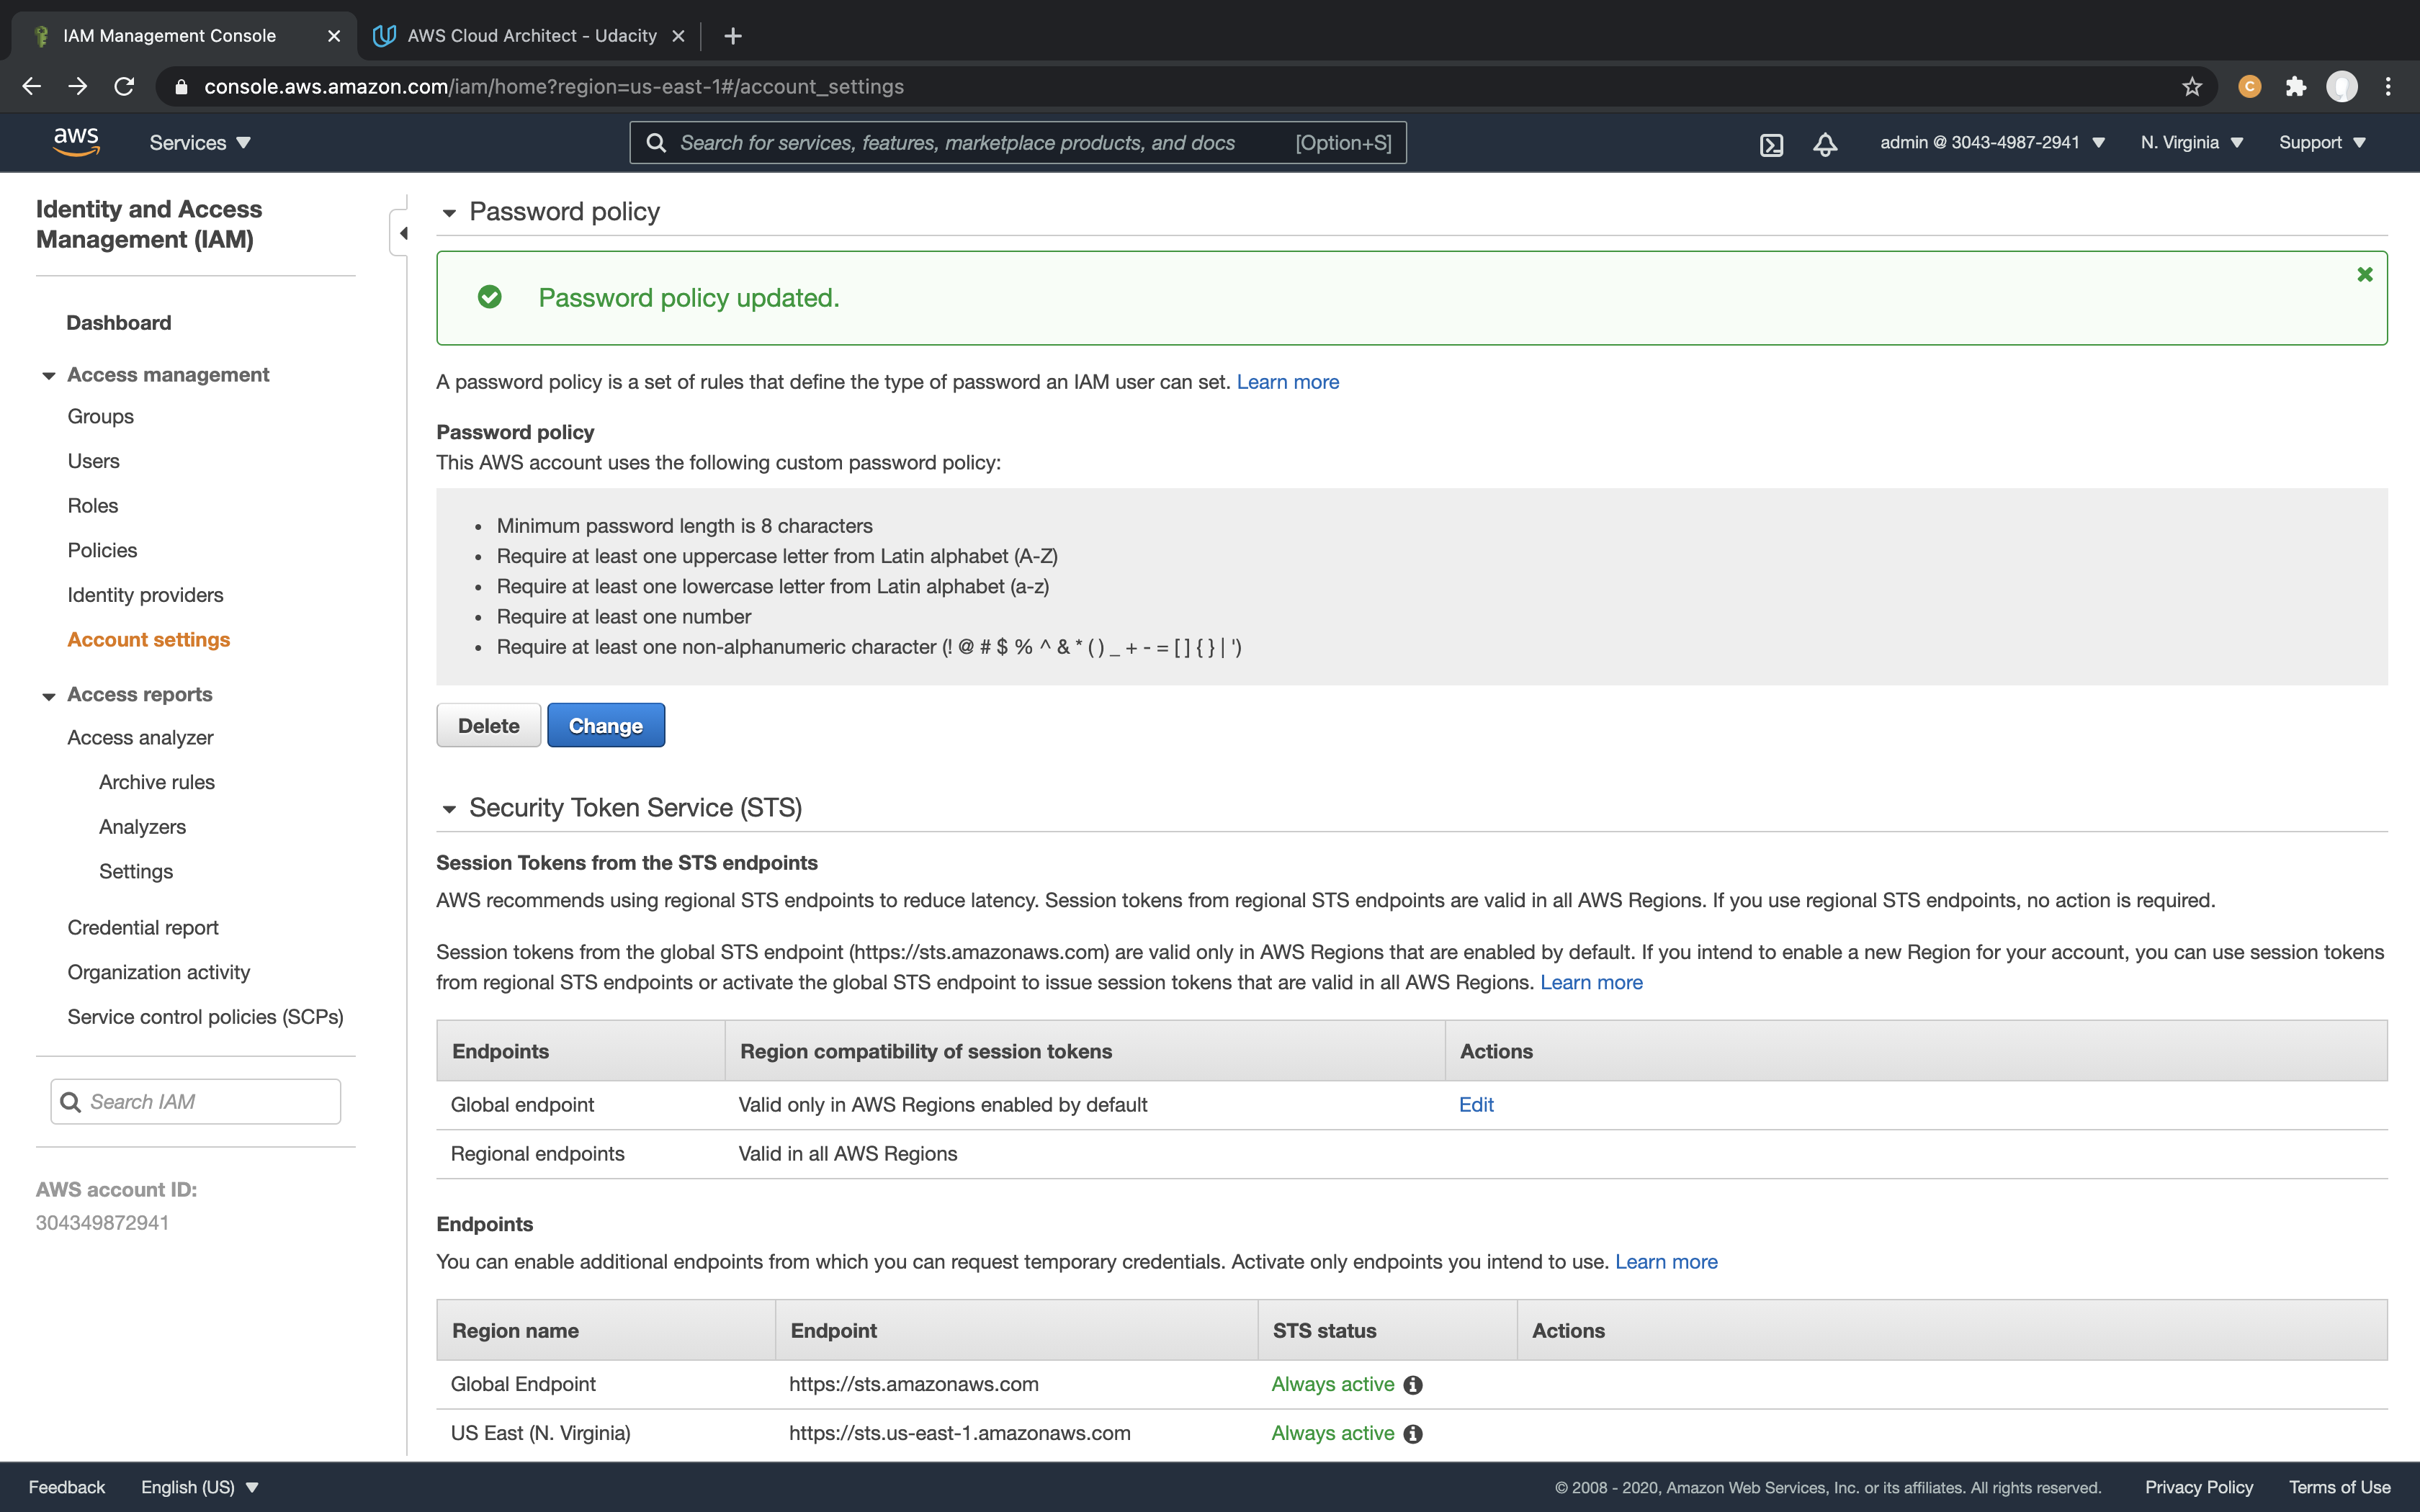 IAM Management Console
AWS Cloud Architect - Udacity
console.aws.amazon.com/iam/home?region=us-east-1#/account_settings
C
aws
Services
Search for services, features, marketplace products, and docs [Option+S]
admin @ 3043-4987-2941
N. Virginia
Support
Identity and Access
Management (IAM)
Dashboard
Access management
Groups
Users
Roles
Policies
Identity providers
Account settings
Access reports
Access analyzer
Archive rules
Analyzers
Settings
Credential report
Organization activity
Service control policies (SCPs)
Search IAM
AWS account ID:
304349872941
Password policy
Password policy updated.
A password policy is a set of rules that define the type of password an IAM user can set. Learn more
Password policy
This AWS account uses the following custom password policy:
• Minimum password length is 8 characters
• Require at least one uppercase letter from Latin alphabet (A-Z)
• Require at least one lowercase letter from Latin alphabet (a-z)
• Require at least one number
• Require at least one non-alphanumeric character (! @ # $ % ^ & * ( ) _ + - = [ ] { } | ')
Delete
Change
Security Token Service (STS)
Session Tokens from the STS endpoints
AWS recommends using regional STS endpoints to reduce latency. Session tokens from regional STS endpoints are valid in all AWS Regions. If you use regional STS endpoints, no action is required.
Session tokens from the global STS endpoint (https://sts.amazonaws.com) are valid only in AWS Regions that are enabled by default. If you intend to enable a new Region for your account, you can use session tokens
from regional STS endpoints or activate the global STS endpoint to issue session tokens that are valid in all AWS Regions. Learn more
Endpoints Region compatibility of session tokens Actions
Global endpoint Valid only in AWS Regions enabled by default Edit
Regional endpoints Valid in all AWS Regions
Endpoints
You can enable additional endpoints from which you can request temporary credentials. Activate only endpoints you intend to use. Learn more
Region name Endpoint STS status Actions
Global Endpoint https://sts.amazonaws.com Always active
US East (N. Virginia) https://sts.us-east-1.amazonaws.com Always active
Feedback
English (US)
© 2008 - 2020, Amazon Web Services, Inc. or its affiliates. All rights reserved.
Privacy Policy
Terms of Use